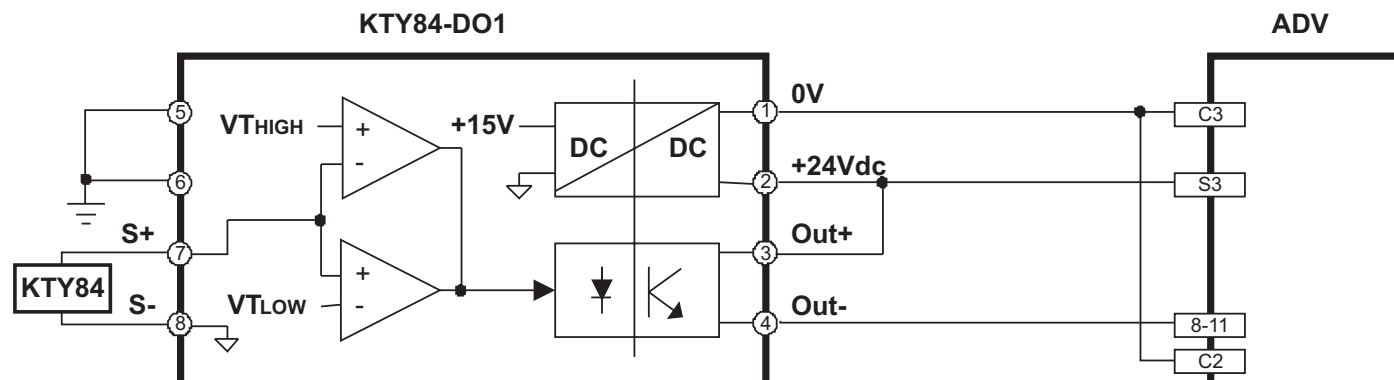 KTY84-DO1
ADV
5
VTHIGH
+
-
+15V
DC
DC
1
0V
C3
6
2
+24Vdc
S3
S+
7
KTY84
S-
8
+
-
VTLOW
3
Out+
4
Out-
8-11
C2